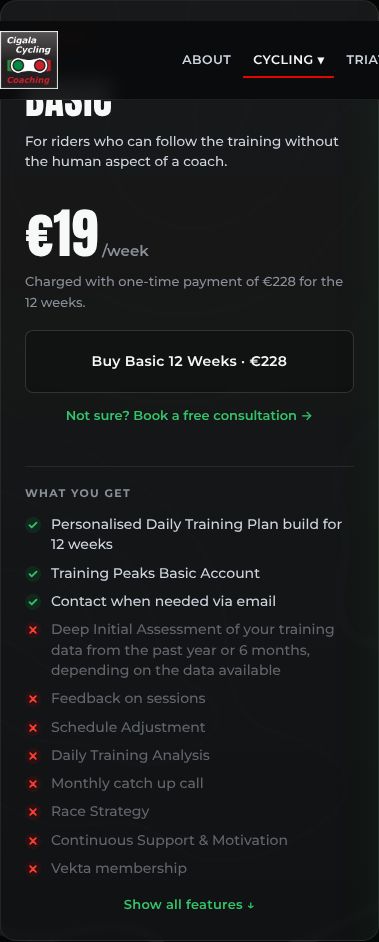 Cigala
Cycling
Coaching
ABOUT
CYCLING ▾
TRIA
BASIC
For riders who can follow the training without
the human aspect of a coach.
€19 /week
Charged with one-time payment of €228 for the
12 weeks.
Buy Basic 12 Weeks · €228
Not sure? Book a free consultation →
WHAT YOU GET
Personalised Daily Training Plan build for
12 weeks
Training Peaks Basic Account
Contact when needed via email
Deep Initial Assessment of your training
data from the past year or 6 months,
depending on the data available
Feedback on sessions
Schedule Adjustment
Daily Training Analysis
Monthly catch up call
Race Strategy
Continuous Support & Motivation
Vekta membership
Show all features ↓